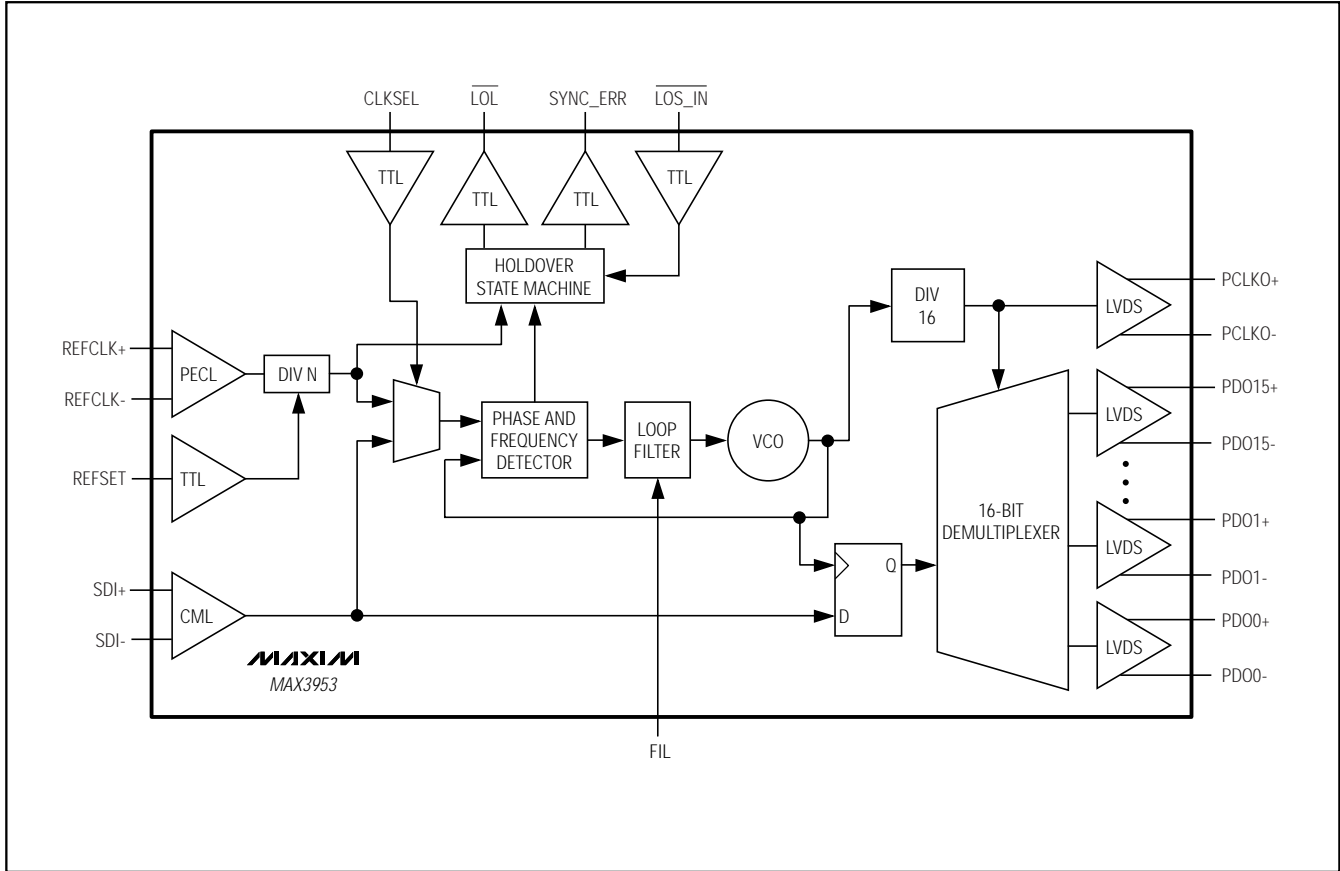 CLKSEL
LOL
SYNC_ERR
LOS_IN
TTL
TTL
TTL
TTL
HOLDOVER
STATE MACHINE
REFCLK+
REFCLK-
PECL
DIV N
REFSET
TTL
SDI+
SDI-
CML
PHASE AND
FREQUENCY
DETECTOR
LOOP
FILTER
VCO
DIV
16
Q
D
16-BIT
DEMULTIPLEXER
LVDS
PCLKO+
PCLKO-
LVDS
PDO15+
PDO15-
LVDS
PDO1+
PDO1-
LVDS
PDO0+
PDO0-
MAXIM
MAX3953
FIL